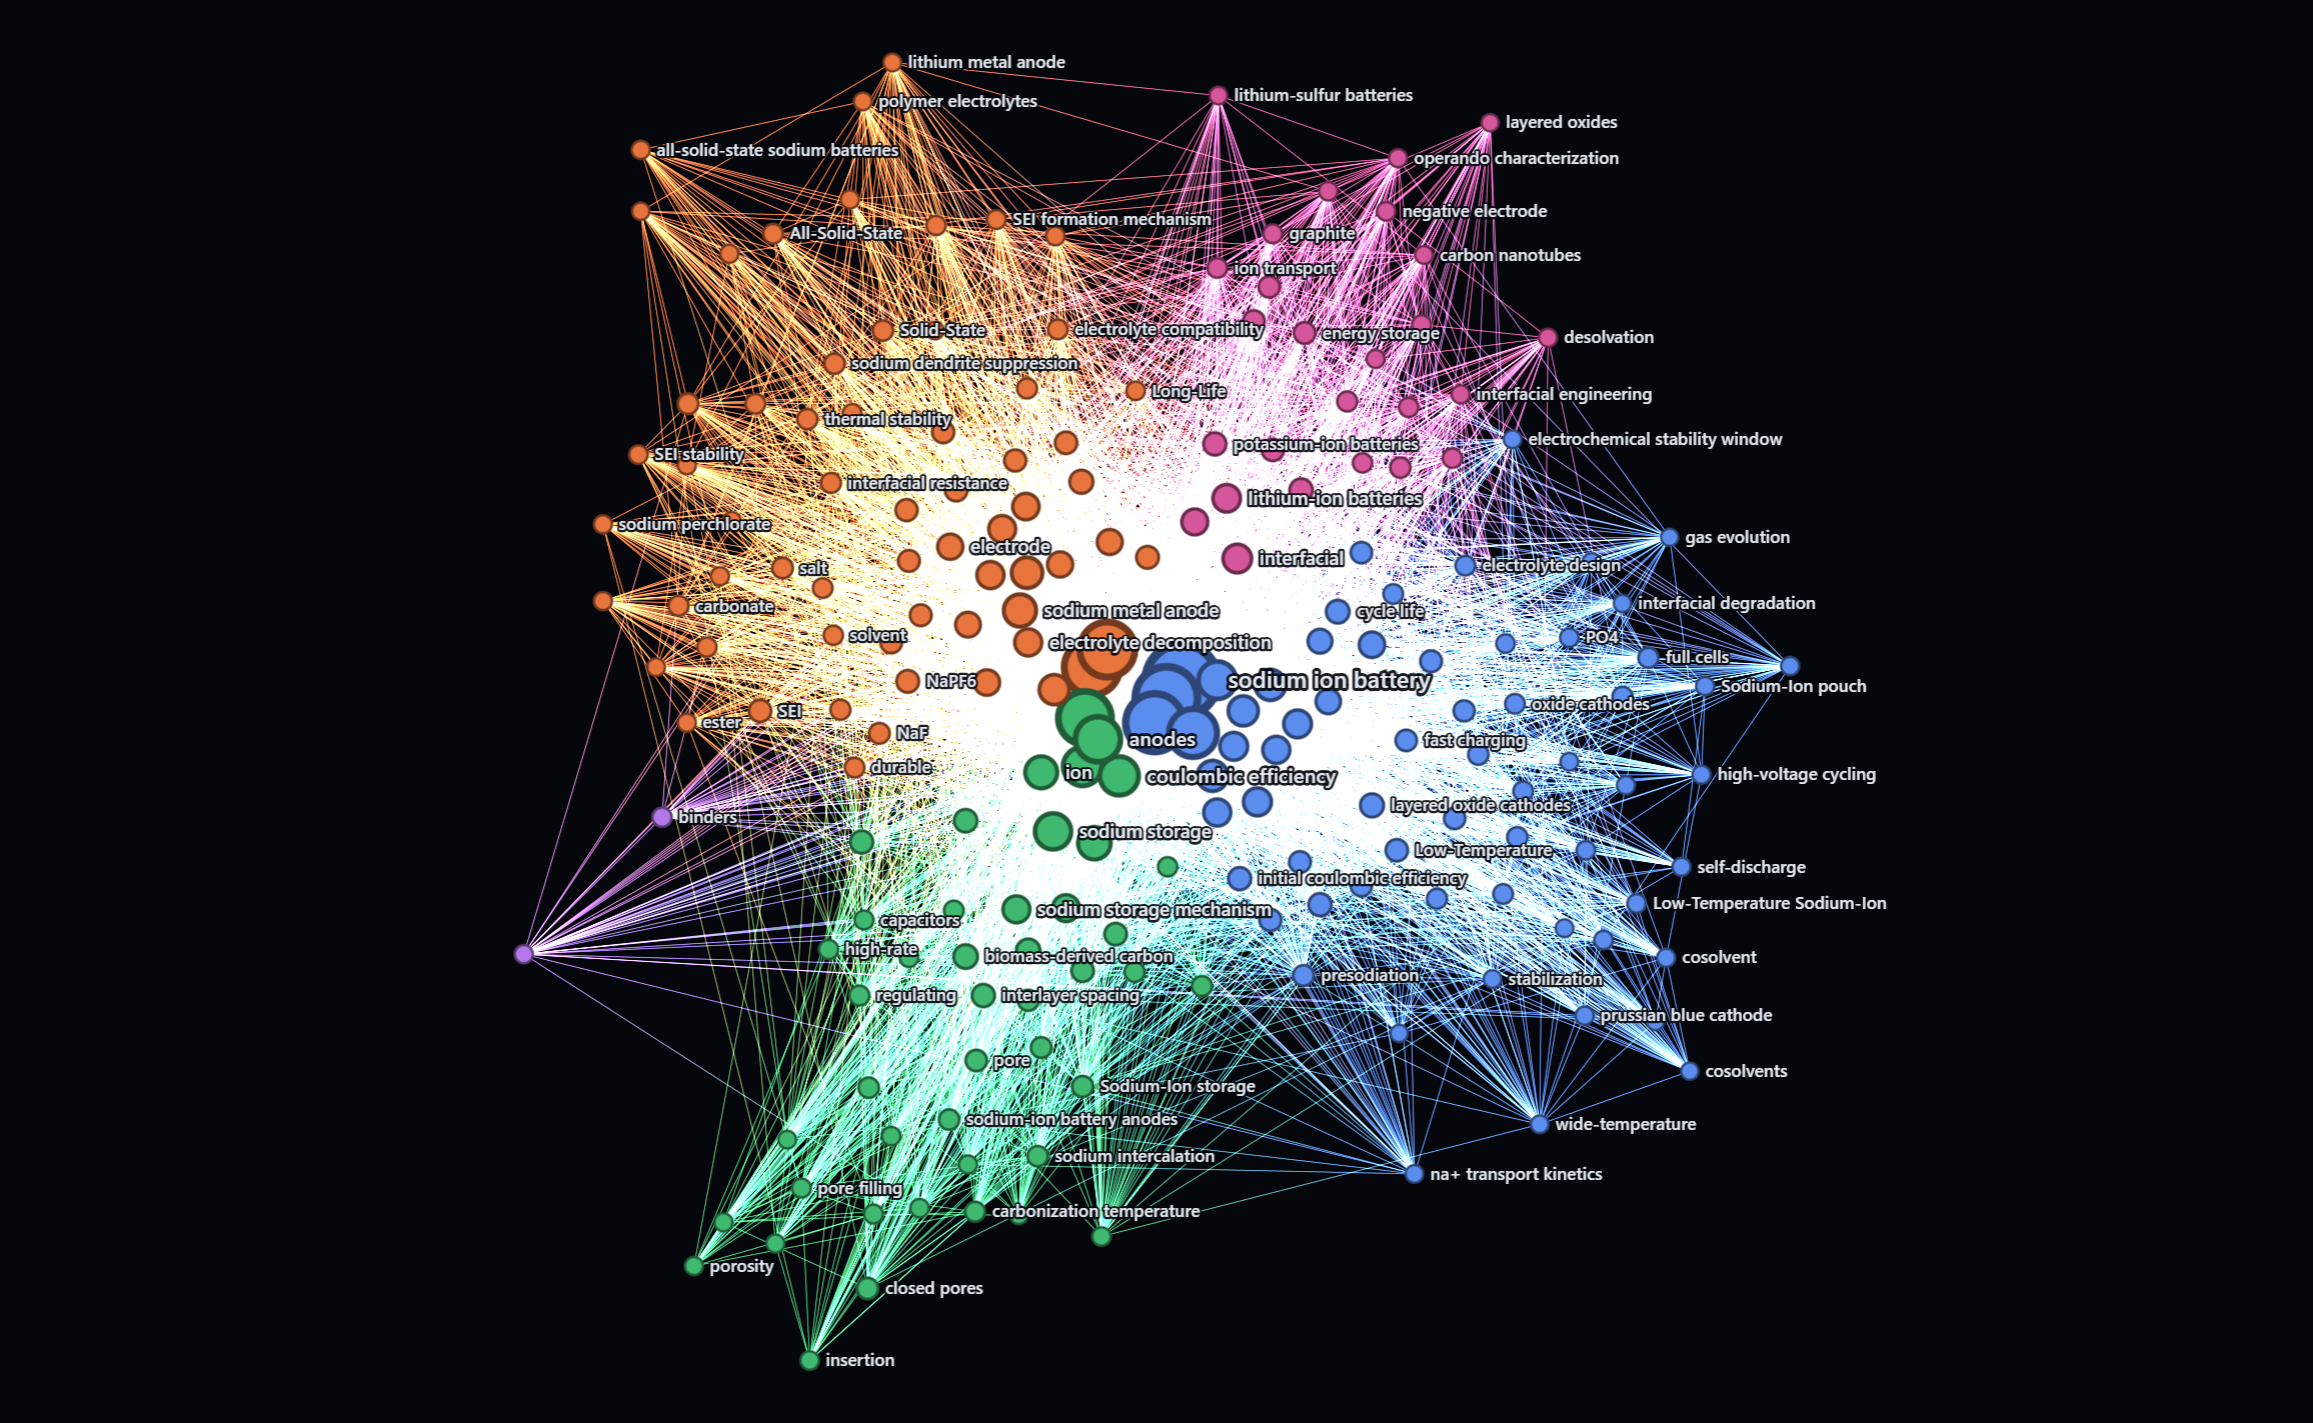 lithium metal anode
lithium-sulfur batteries
polymer electrolytes
layered oxides
all-solid-state sodium batteries
operando characterization
SEI formation mechanism
negative electrode
All-Solid-State
graphite
carbon nanotubes
ion transport
Solid-State
electrolyte compatibility
energy storage
desolvation
sodium dendrite suppression
Long-Life
interfacial engineering
thermal stability
potassium-ion batteries
electrochemical stability window
SEI stability
interfacial resistance
lithium-ion batteries
sodium perchlorate
gas evolution
electrode
interfacial
electrolyte design
salt
carbonate
sodium metal anode
cycle life
interfacial degradation
solvent
electrolyte decomposition
PO4
full cells
NaPF6
sodium ion battery
Sodium-Ion pouch
SEI
oxide cathodes
ester
NaF
anodes
fast charging
durable
ion
coulombic efficiency
high-voltage cycling
binders
sodium storage
layered oxide cathodes
Low-Temperature
self-discharge
initial coulombic efficiency
Low-Temperature Sodium-Ion
capacitors
sodium storage mechanism
high-rate
biomass-derived carbon
cosolvent
presodiation
stabilization
regulating
interlayer spacing
prussian blue cathode
pore
cosolvents
Sodium-Ion storage
sodium-ion battery anodes
wide-temperature
sodium intercalation
na+ transport kinetics
pore filling
carbonization temperature
porosity
closed pores
insertion